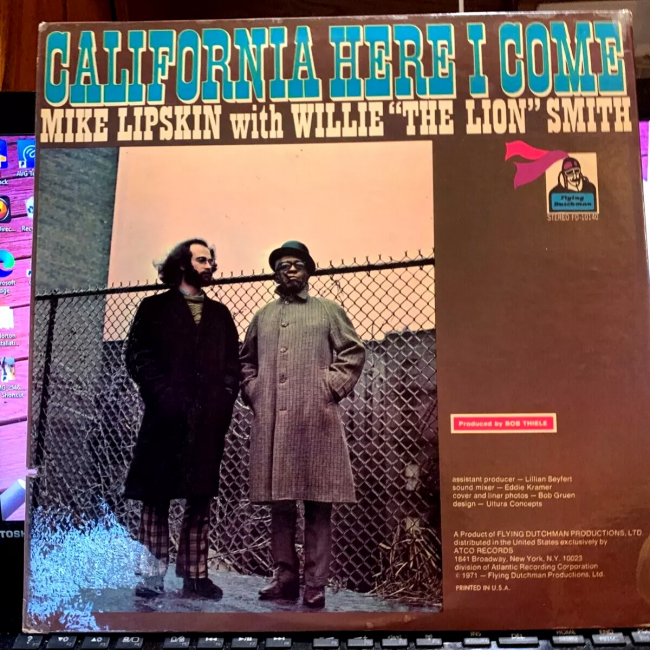 CALIFORNIA HERE I COME
MIKE LIPSKIN with WILLIE "THE LION" SMITH
Flying
Dutchman
STEREO FD-10140
Produced by BOB THIELE
assistant producer — Lillian Seyfert
sound mixer — Eddie Kramer
cover and liner photos — Bob Gruen
design — Ultura Concepts
A Product of FLYING DUTCHMAN PRODUCTIONS, LTD.
distributed in the United States exclusively by
ATCO RECORDS
1841 Broadway, New York, N.Y. 10023
division of Atlantic Recording Corporation
© 1971 — Flying Dutchman Productions, Ltd.
PRINTED IN U.S.A.